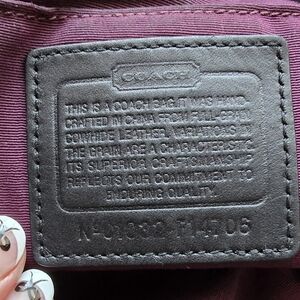 COACH
THIS IS A COACH BAG. IT WAS HAND-
CRAFTED IN CHINA FROM FULL-GRAIN
COWHIDE LEATHER. VARIATIONS IN
THE GRAIN ARE A CHARACTERISTIC.
ITS SUPERIOR CRAFTSMANSHIP
REFLECTS OUR COMMITMENT TO
ENDURING QUALITY.
Nº